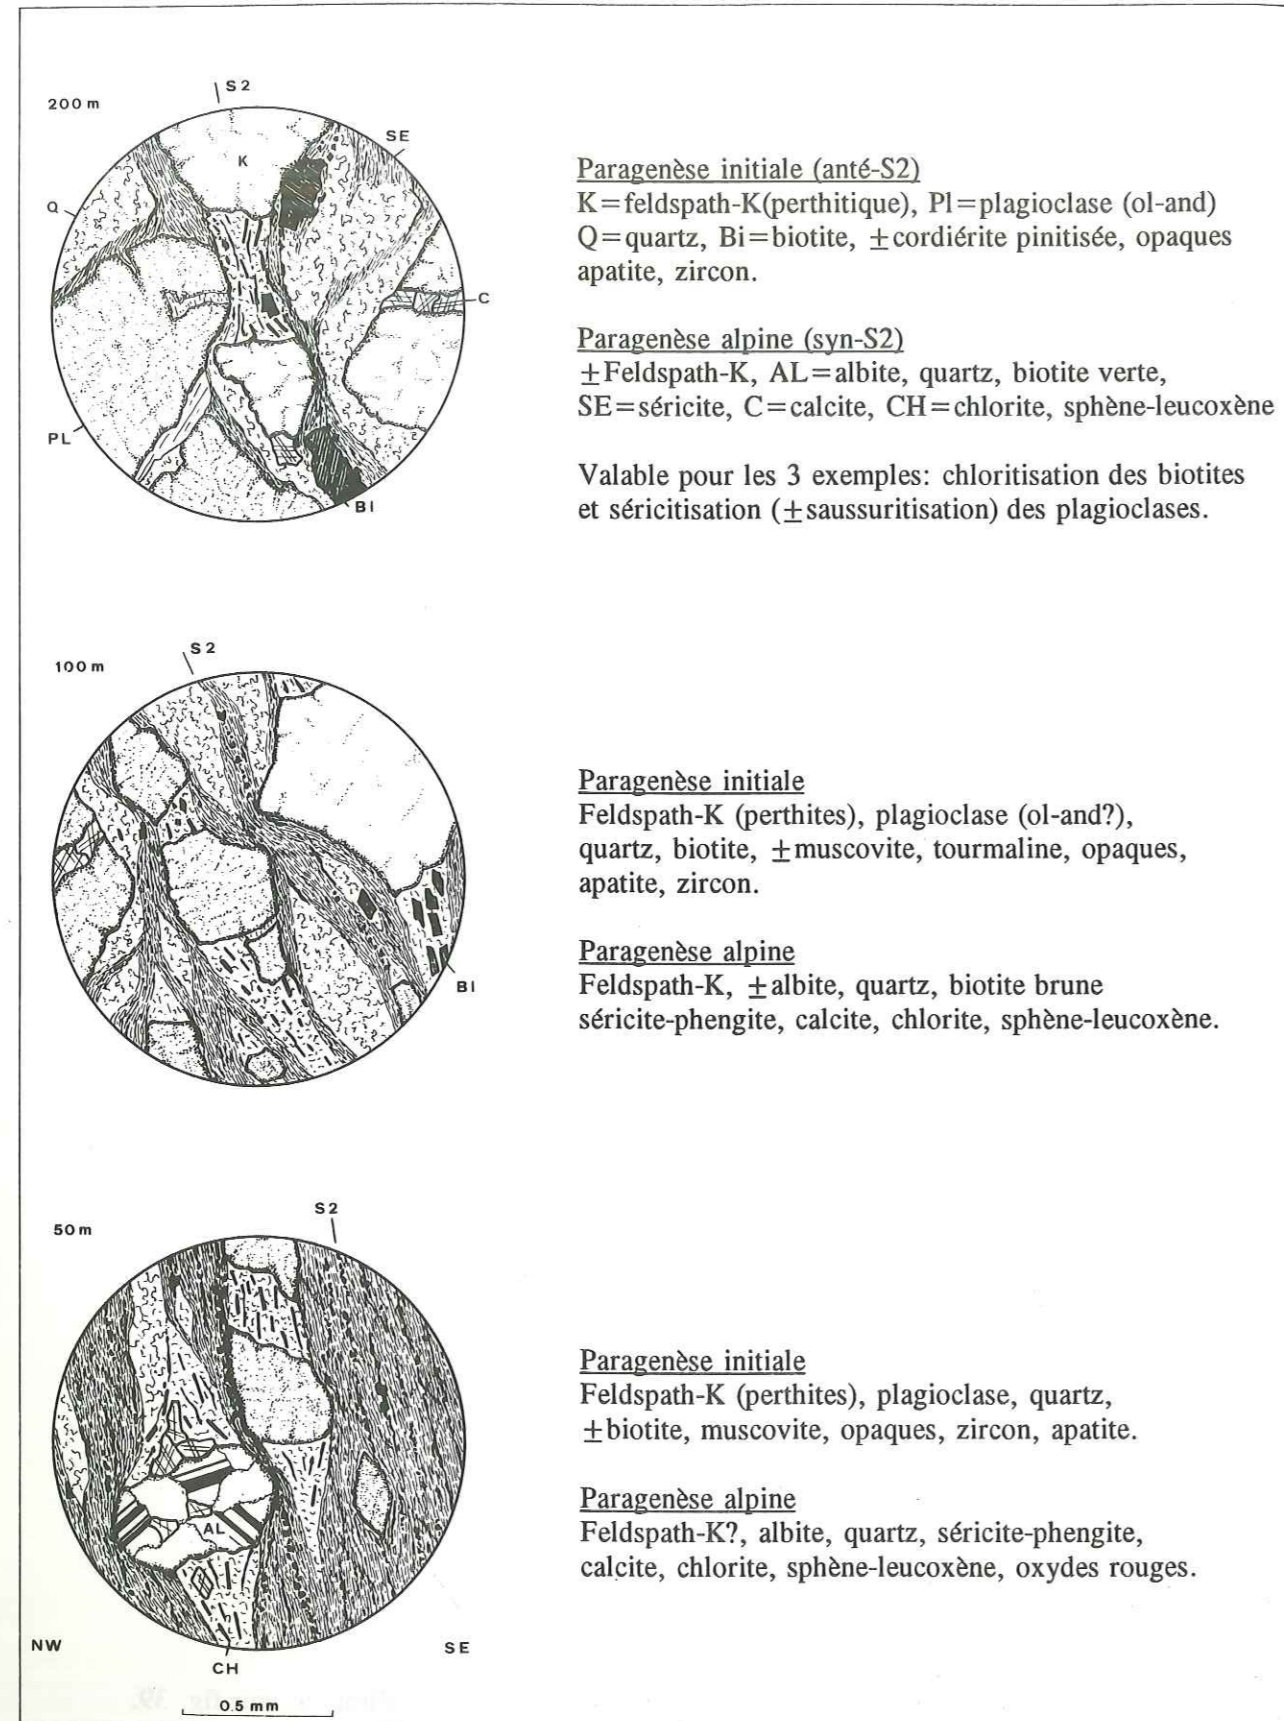 S2
200 m
SE
K
Q
C
PL
BI
Paragenèse initiale (anté-S2)
K=feldspath-K(perthitique), Pl=plagioclase (ol-and)
Q=quartz, Bi=biotite, ±cordiérite pinitisée, opaques
apatite, zircon.
Paragenèse alpine (syn-S2)
±Feldspath-K, AL=albite, quartz, biotite verte,
SE=séricite, C=calcite, CH=chlorite, sphène-leucoxène
Valable pour les 3 exemples: chloritisation des biotites
et séricitisation (±saussuritisation) des plagioclases.
S2
100 m
BI
Paragenèse initiale
Feldspath-K (perthites), plagioclase (ol-and?),
quartz, biotite, ±muscovite, tourmaline, opaques,
apatite, zircon.
Paragenèse alpine
Feldspath-K, ±albite, quartz, biotite brune
séricite-phengite, calcite, chlorite, sphène-leucoxène.
S2
50 m
AL
NW
SE
CH
0.5 mm
Paragenèse initiale
Feldspath-K (perthites), plagioclase, quartz,
±biotite, muscovite, opaques, zircon, apatite.
Paragenèse alpine
Feldspath-K?, albite, quartz, séricite-phengite,
calcite, chlorite, sphène-leucoxène, oxydes rouges.